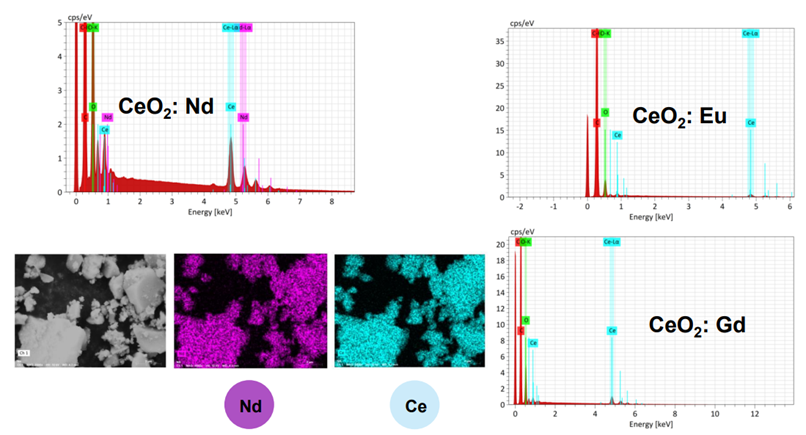 cps/eV
5
4
3
2
1
0
C O-K Ce-Lα d-Lα
O Ce
C Nd Nd
Ce
CeO2: Nd
0 1 2 3 4 5 6 7 8
Energy [keV]
cps/eV
35
30
25
20
15
10
5
0
O-K Ce-Lα
O
C Ce
Ce
CeO2: Eu
-2 -1 0 1 2 3 4 5 6
Energy [keV]
cps/eV
20
18
16
14
12
10
8
6
4
2
0
O-K Ce-Lα
O
C Ce
Ce
CeO2: Gd
0 2 4 6 8 10 12
Energy [keV]
Nd
Ce